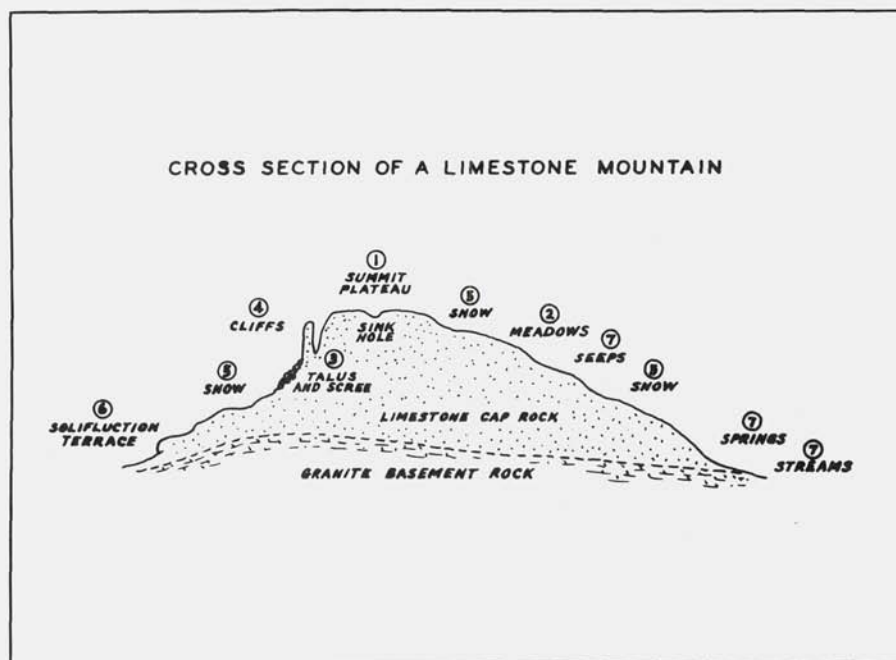 CROSS SECTION OF A LIMESTONE MOUNTAIN
①
SUMMIT
PLATEAU
④
CLIFFS
SINK
HOLE
⑤
SNOW
②
MEADOWS
⑦
SEEPS
⑤
SNOW
③
TALUS
AND SCREE
⑤
SNOW
⑥
SOLIFLUCTION
TERRACE
LIMESTONE CAP ROCK
⑦
SPRINGS
⑦
STREAMS
GRANITE BASEMENT ROCK